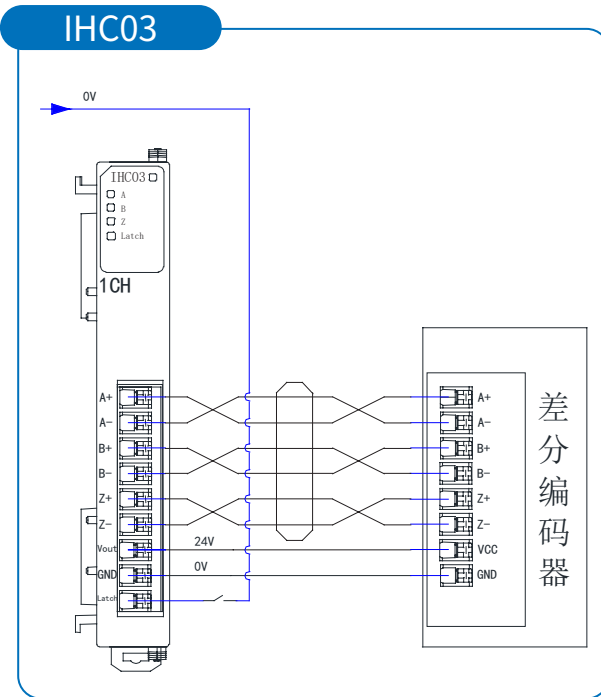 IHC03
0V
IHC03
A
B
Z
Latch
1CH
A+
A-
B+
B-
Z+
Z-
Vout
GND
Latch
24V
0V
A+
A-
B+
B-
Z+
Z-
VCC
GND
差分编码器